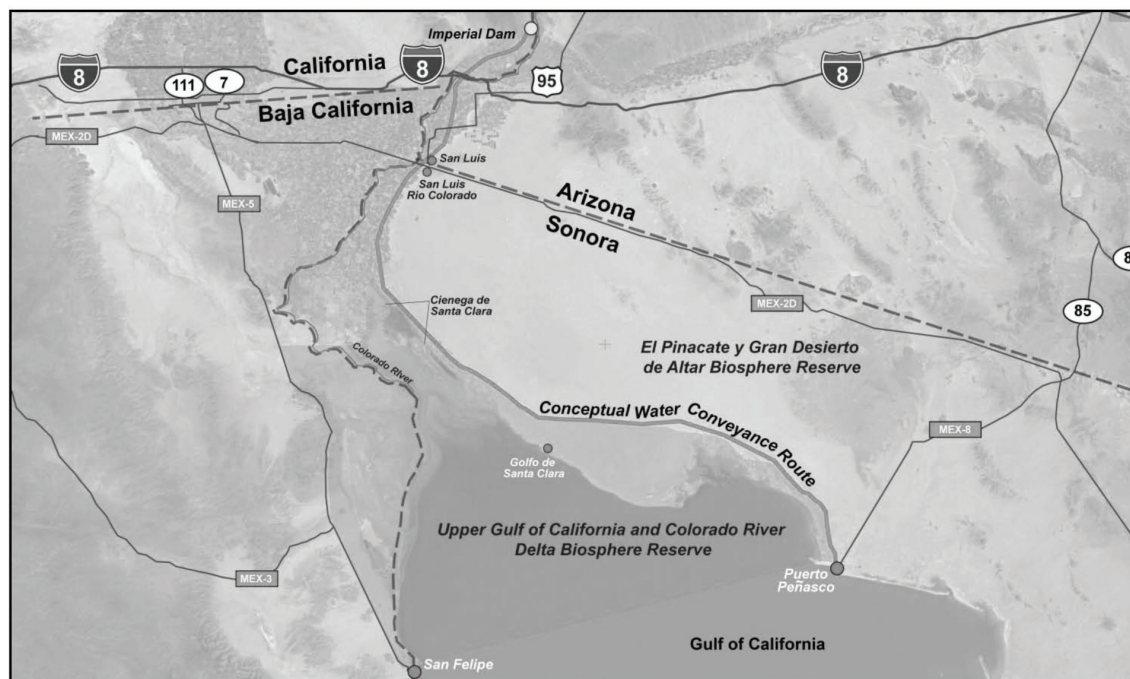 Imperial Dam
California
8
8
8
111
7
95
Baja California
MEX-2D
San Luis
San Luis
Rio Colorado
MEX-5
Arizona
Sonora
8
Cienega de
Santa Clara
MEX-2D
85
Colorado River
El Pinacate y Gran Desierto
de Altar Biosphere Reserve
Conceptual Water Conveyance Route
MEX-8
Golfo de
Santa Clara
Upper Gulf of California and Colorado River
Delta Biosphere Reserve
MEX-3
Puerto
Peñasco
Gulf of California
San Felipe